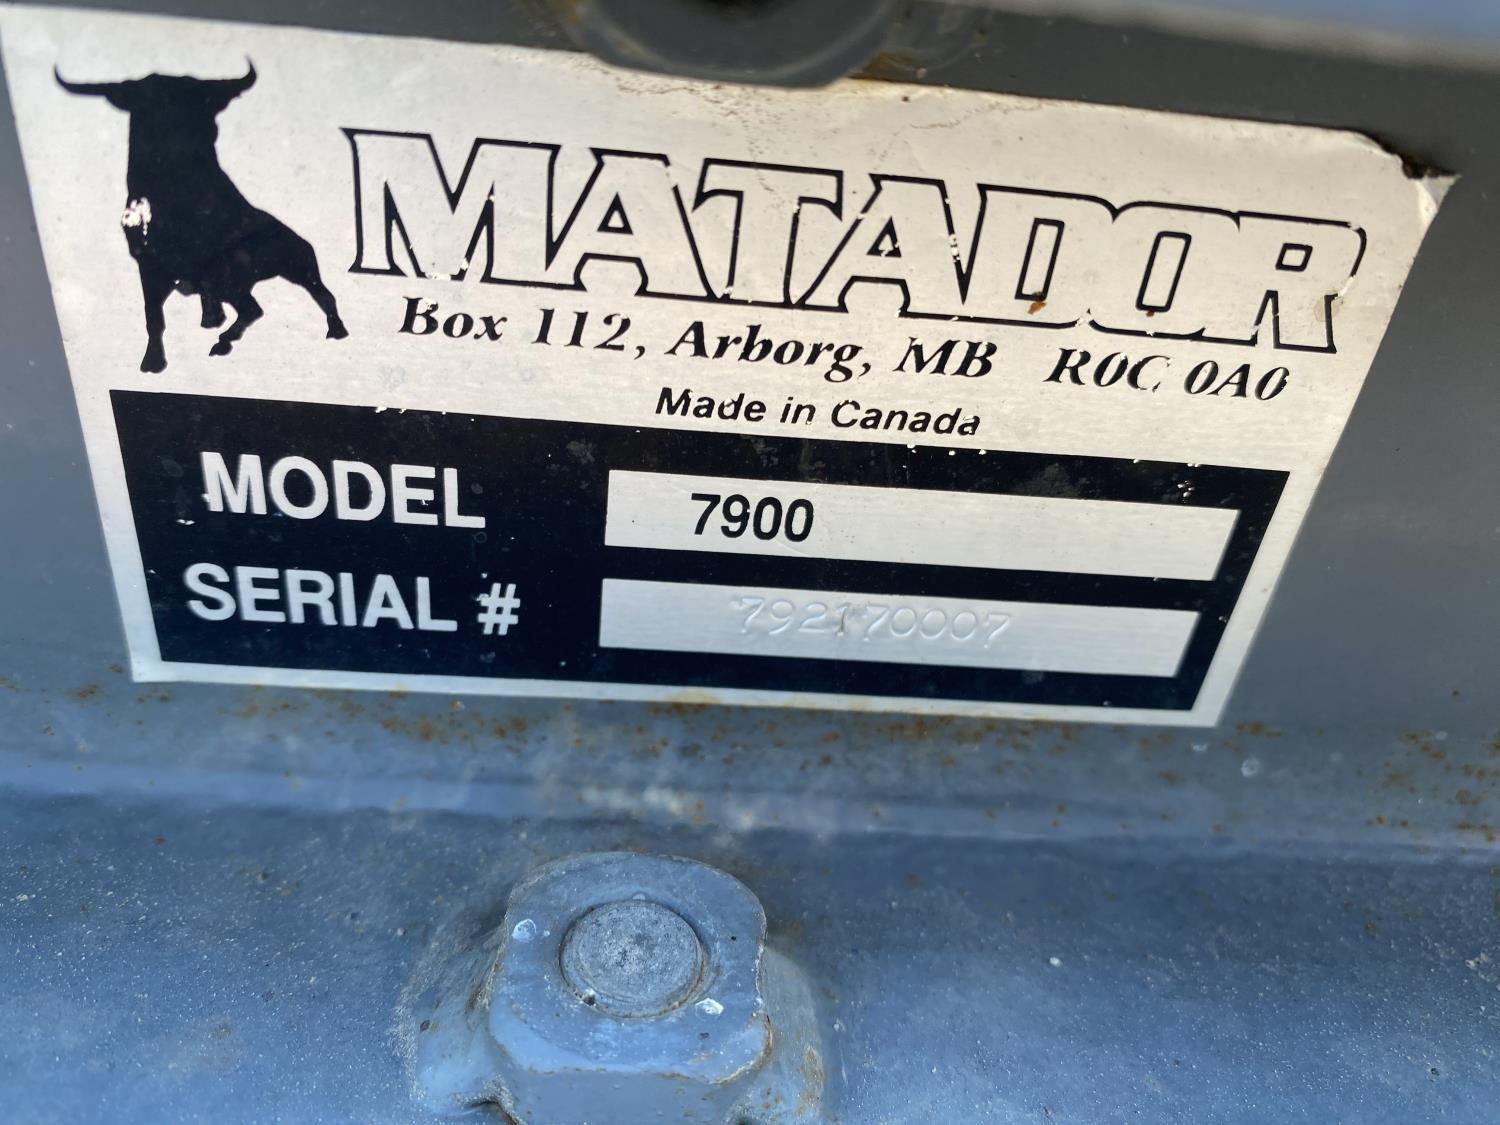 MATADOR
Box 112, Arborg, MB R0C 0A0
Made in Canada
MODEL 7900
SERIAL # 792170007